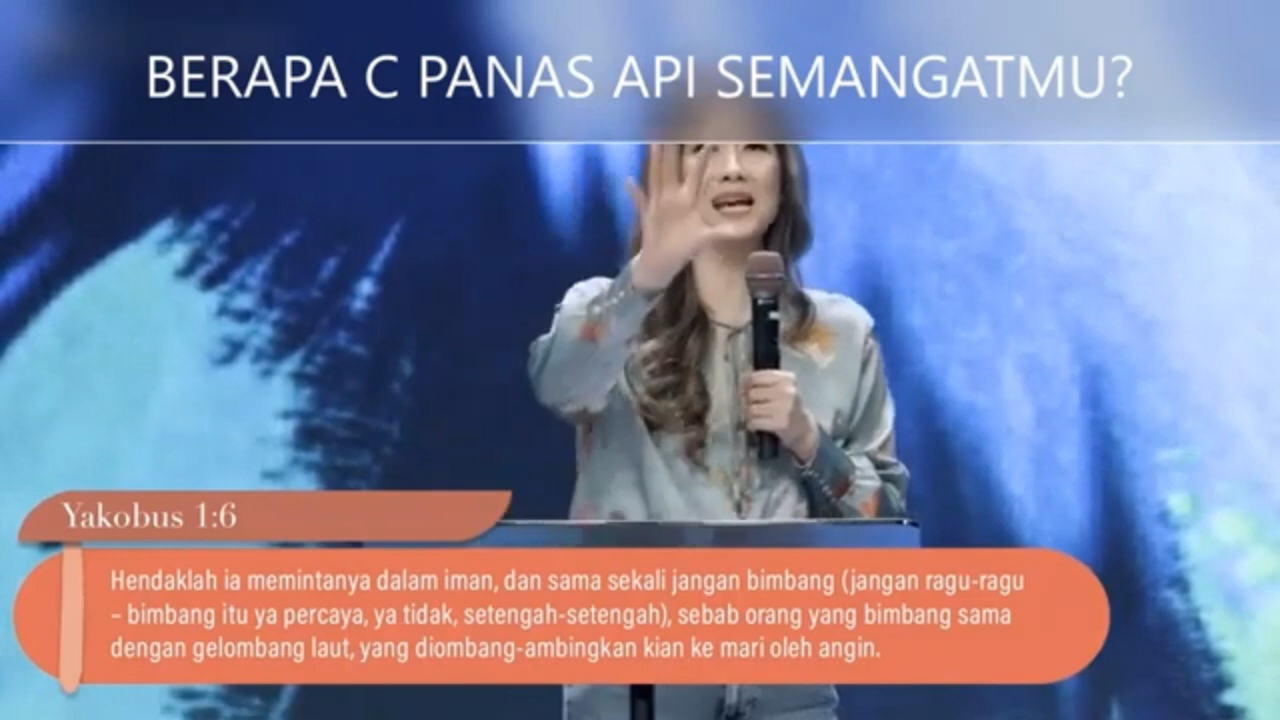 BERAPA C PANAS API SEMANGATMU?
Yakobus 1:6
Hendaklah ia memintanya dalam iman, dan sama sekali jangan bimbang (jangan ragu-ragu
– bimbang itu ya percaya, ya tidak, setengah-setengah), sebab orang yang bimbang sama
dengan gelombang laut, yang diombang-ambingkan kian ke mari oleh angin.